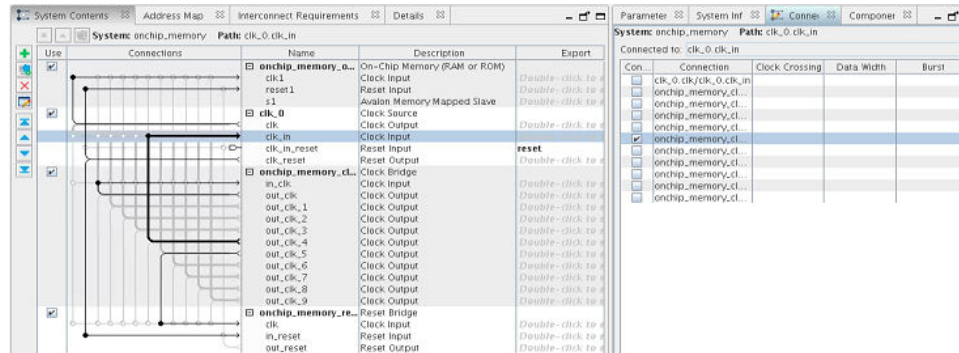 System Contents Address Map Interconnect Requirements Details
System: onchip_memory Path: clk_0.clk_in
Use Connections Name Description Export
onchip_memory_o... On-Chip Memory (RAM or ROM)
clk1 Clock Input Double-click to e
reset1 Reset Input Double-click to e
s1 Avalon Memory Mapped Slave Double-click to e
clk_0 Clock Source
clk Clock Output Double-click to e
clk_in Clock Input
clk_in_reset Reset Input reset
clk_reset Reset Output Double-click to e
onchip_memory_cl... Clock Bridge
in_clk Clock Input Double-click to e
out_clk Clock Output Double-click to e
out_clk_1 Clock Output Double-click to e
out_clk_2 Clock Output Double-click to e
out_clk_3 Clock Output Double-click to e
out_clk_4 Clock Output Double-click to e
out_clk_5 Clock Output Double-click to e
out_clk_6 Clock Output Double-click to e
out_clk_7 Clock Output Double-click to e
out_clk_8 Clock Output Double-click to e
out_clk_9 Clock Output Double-click to e
onchip_memory_re... Reset Bridge
clk Clock Input Double-click to e
in_reset Reset Input Double-click to e
out_reset Reset Output Double-click to e
Parameter System Inf Connec Componer
System: onchip_memory Path: clk_0.clk_in
Connected to: clk_0.clk_in
Con... Connection Clock Crossing Data Width Burst
clk_0.clk/clk_0.clk_in
onchip_memory_cl...
onchip_memory_cl...
onchip_memory_cl...
onchip_memory_cl...
onchip_memory_cl...
onchip_memory_cl...
onchip_memory_cl...
onchip_memory_cl...
onchip_memory_cl...
onchip_memory_cl...